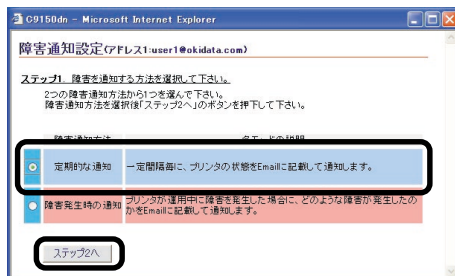 C9150dn - Microsoft Internet Explorer
障害通知設定(アドレス1:user1@okidata.com)
ステップ1. 障害を通知する方法を選択して下さい。
2つの障害通知方法から1つを選んで下さい。
障害通知方法を選択後「ステップ2へ」のボタンを押下して下さい。
障害通知方法 各モードの説明
定期的な通知 一定間隔毎に、プリンタの状態をEmailに記載して通知します。
障害発生時の通知 プリンタが運用中に障害を発生した場合に、どのような障害が発生したの
かをEmailに記載して通知します。
ステップ2へ